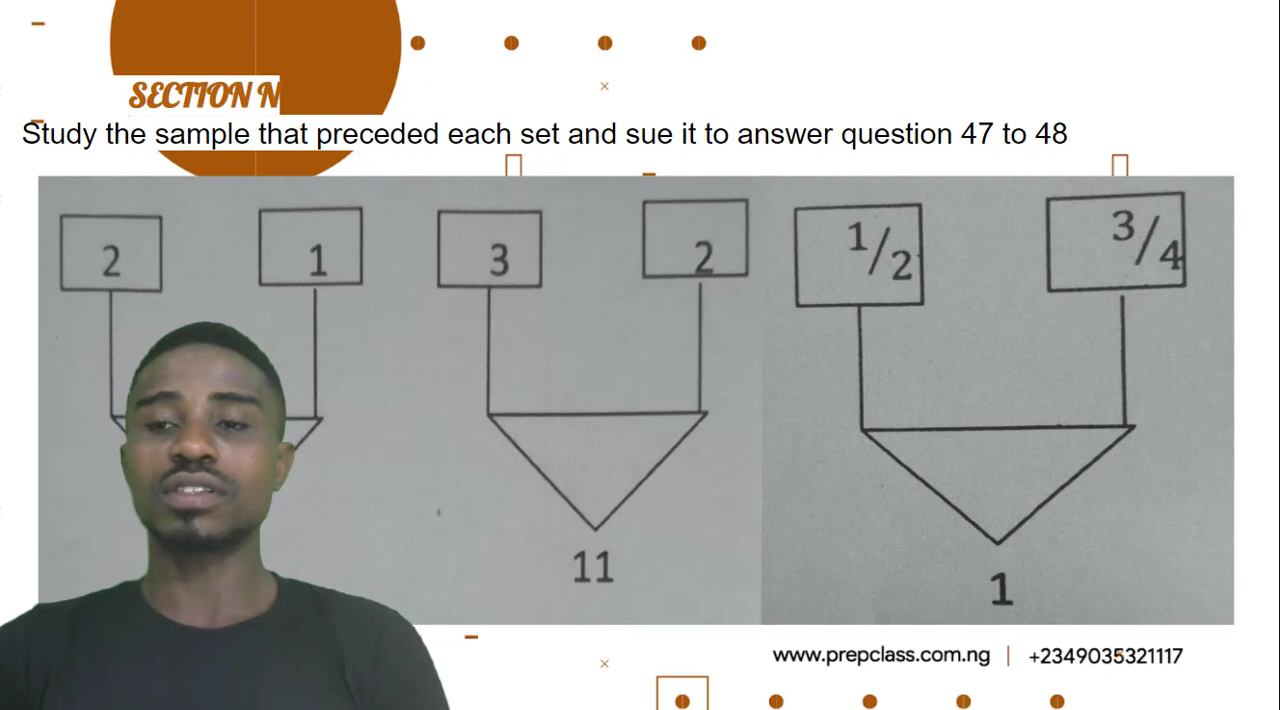 SECTION N
Study the sample that preceded each set and sue it to answer question 47 to 48
2 1 3 2 1/2 3/4
11
1
www.prepclass.com.ng | +2349035321117